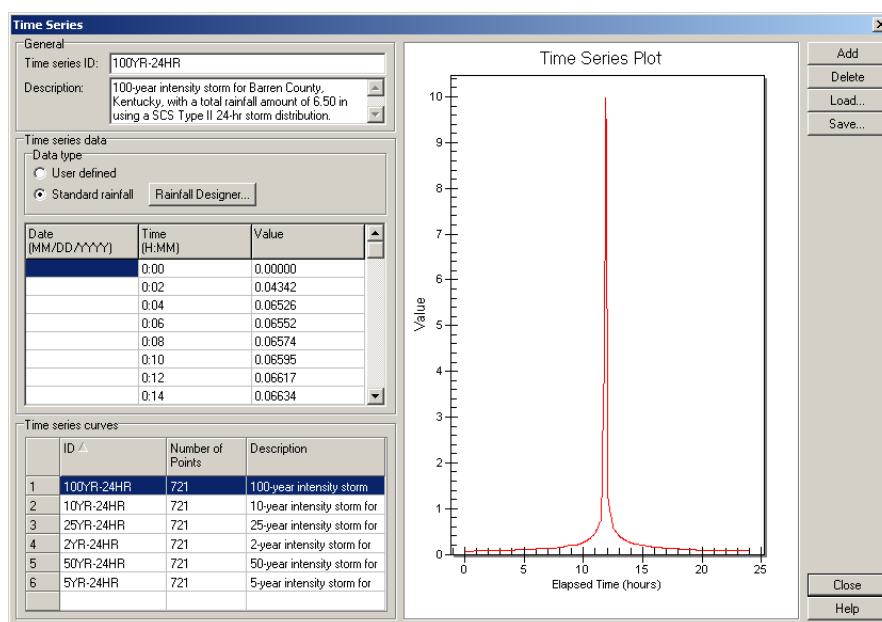 Time Series
General
Time series ID: 100YR-24HR
Description: 100-year intensity storm for Barren County,
Kentucky, with a total rainfall amount of 6.50 in
using a SCS Type II 24-hr storm distribution.
Time series data
Data type
User defined
Standard rainfall Rainfall Designer...
Date (MM/DD/YYYY) Time (H:MM) Value
0:00 0.00000
0:02 0.04342
0:04 0.06526
0:06 0.06552
0:08 0.06574
0:10 0.06595
0:12 0.06617
0:14 0.06634
Time series curves
ID Number of Points Description
1 100YR-24HR 721 100-year intensity storm
2 10YR-24HR 721 10-year intensity storm for
3 25YR-24HR 721 25-year intensity storm for
4 2YR-24HR 721 2-year intensity storm for
5 50YR-24HR 721 50-year intensity storm for
6 5YR-24HR 721 5-year intensity storm for
Time Series Plot
Value
10
9
8
7
6
5
4
3
2
1
0
0 5 10 15 20 25
Elapsed Time (hours)
Add
Delete
Load...
Save...
Close
Help